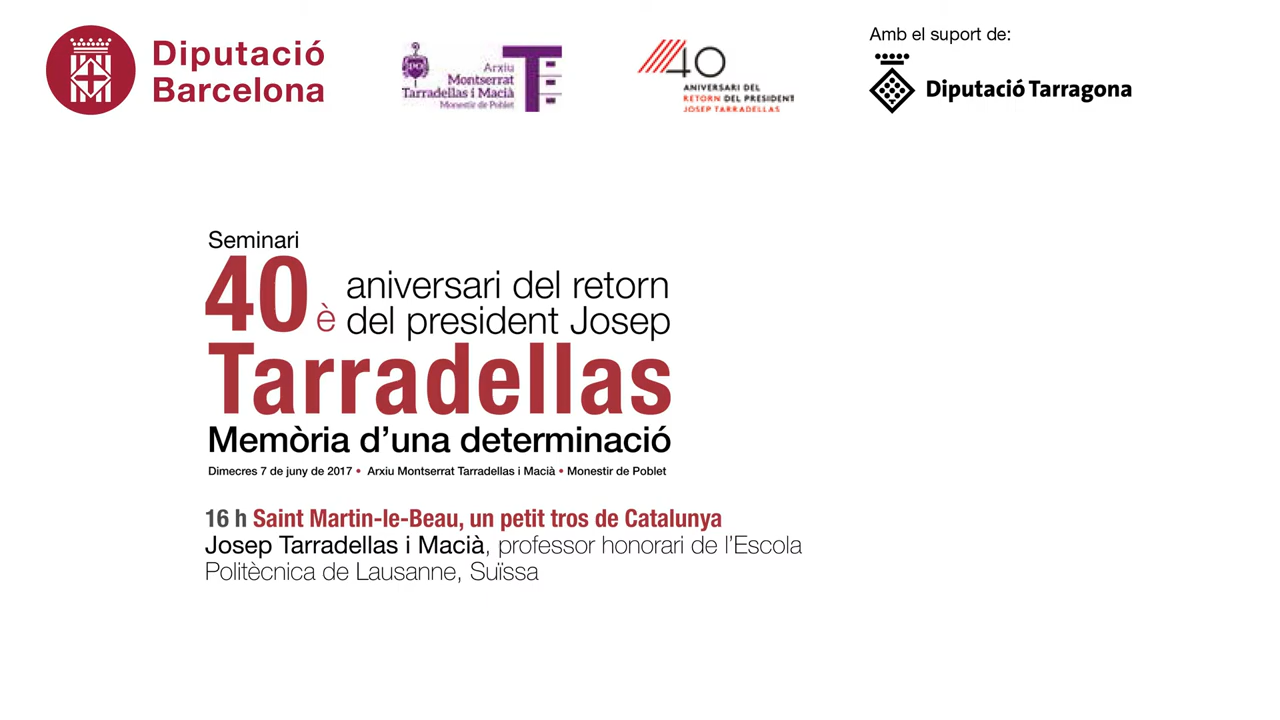 Diputació
Barcelona
Arxiu
Montserrat
Tarradellas i Macià
Monestir de Poblet
40
ANIVERSARI DEL
RETORN DEL PRESIDENT
JOSEP TARRADELLAS
Amb el suport de:
Diputació Tarragona
Seminari
40è aniversari del retorn
del president Josep
Tarradellas
Memòria d’una determinació
Dimecres 7 de juny de 2017 • Arxiu Montserrat Tarradellas i Macià • Monestir de Poblet
16 h Saint Martin-le-Beau, un petit tros de Catalunya
Josep Tarradellas i Macià, professor honorari de l’Escola
Politècnica de Lausanne, Suïssa